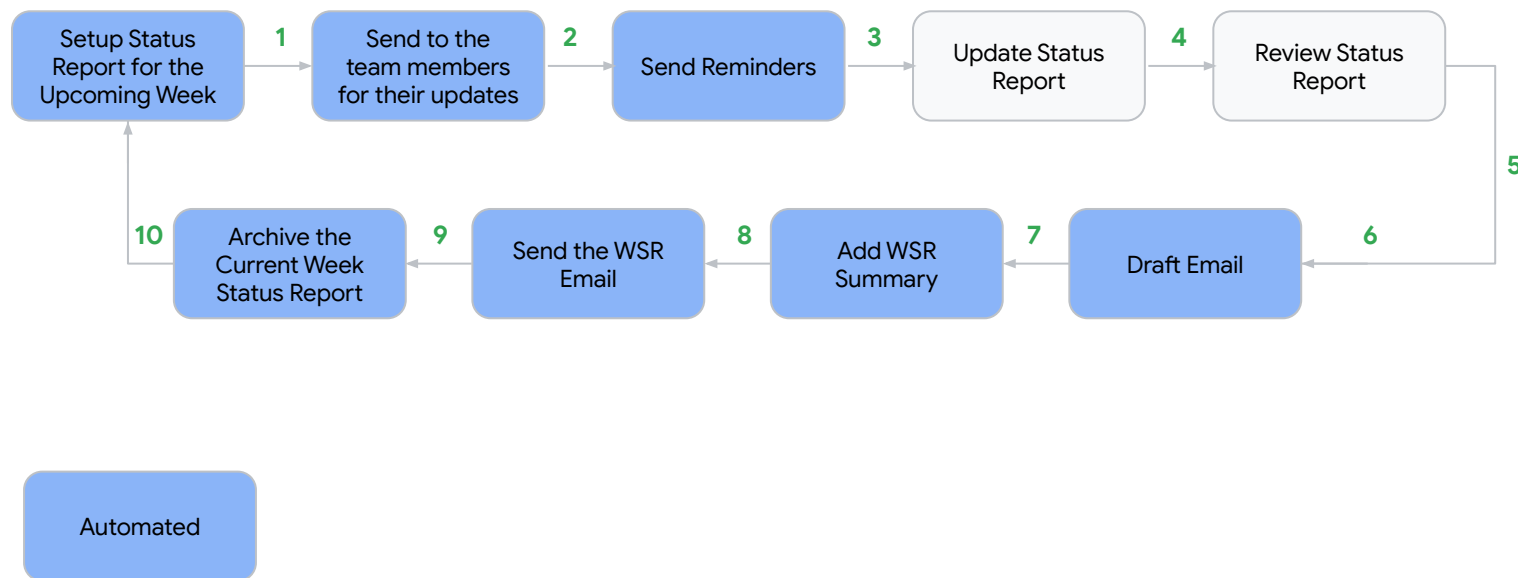 Setup Status
Report for the
Upcoming Week
1
Send to the
team members
for their updates
2
Send Reminders
3
Update Status
Report
4
Review Status
Report
5
6
Draft Email
7
Add WSR
Summary
8
Send the WSR
Email
9
Archive the
Current Week
Status Report
10
Automated